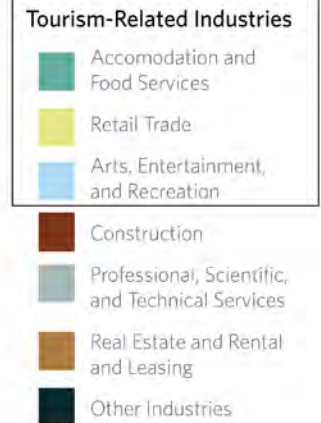 Tourism-Related Industries
Accomodation and
Food Services
Retail Trade
Arts, Entertainment,
and Recreation
Construction
Professional, Scientific,
and Technical Services
Real Estate and Rental
and Leasing
Other Industries